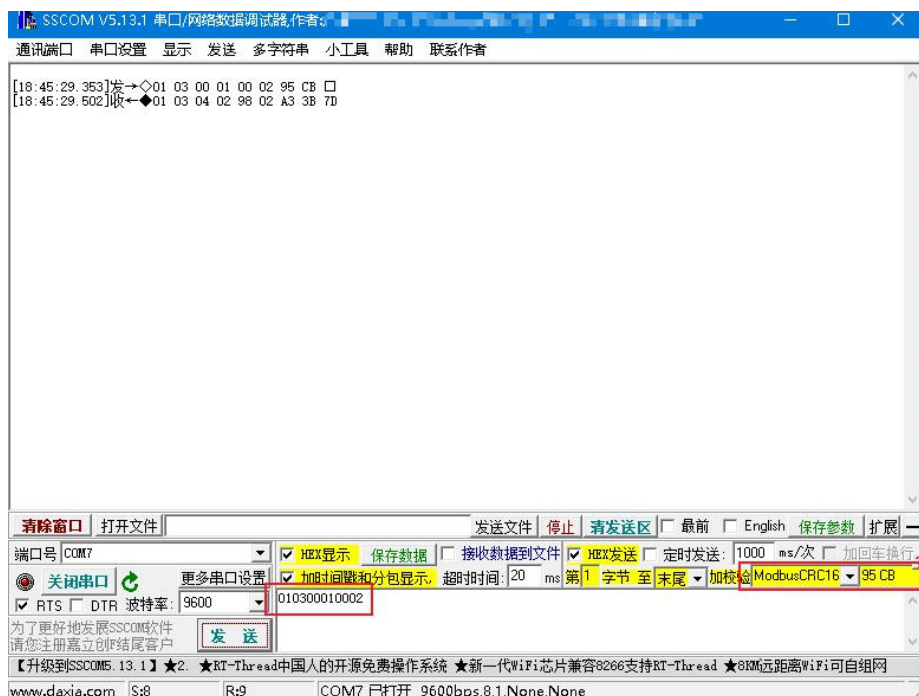 SSCOM V5.13.1 串口/网络数据调试器,作者:
通讯端口 串口设置 显示 发送 多字符串 小工具 帮助 联系作者
[18:45:29.353]发→◇01 03 00 01 00 02 95 CB □
[18:45:29.502]收←◆01 03 04 02 98 02 A3 3B 7D
清除窗口 打开文件 发送文件 停止 清发送区 最前 English 保存参数 扩展 —
端口号 COM7 HEX显示 保存数据 接收数据到文件 HEX发送 定时发送: 1000 ms/次 加回车换行
关闭串口 更多串口设置 加时间戳和分包显示, 超时时间: 20 ms 第1 字节 至 末尾 加校验 ModbusCRC16 95 CB
RTS DTR 波特率: 9600 010300010002
为了更好地发展SSCOM软件
请您注册嘉立创F结尾客户
发 送
【升级到SSCOM5.13.1】★2. ★RT-Thread中国人的开源免费操作系统 ★新一代WiFi芯片兼容8266支持RT-Thread ★8KM远距离WiFi可自组网
www.daxia.com S:8 R:9 COM7 已打开 9600bps,8,1,None,None